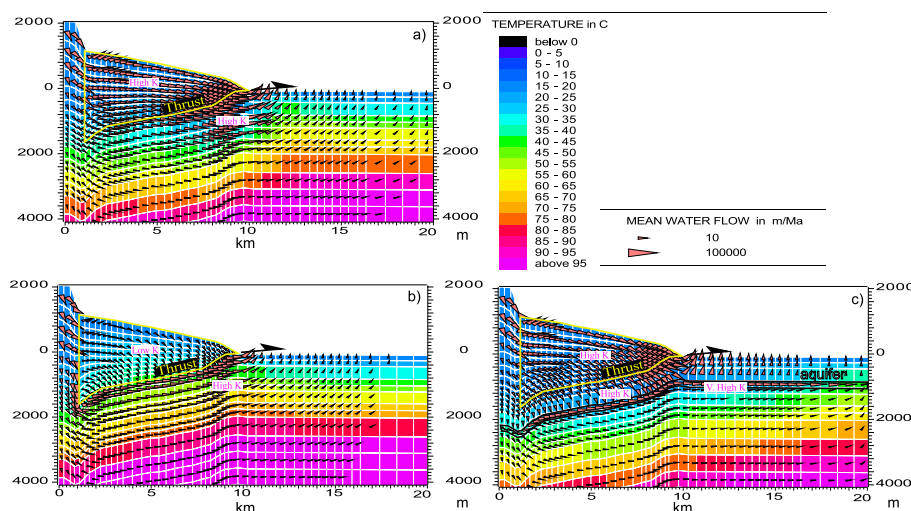 2000
0
2000
4000
a)
High K
Thrust
High K
2000
0
2000
4000
0
5
10
15
20
km
m
TEMPERATURE in C
below 0
0 - 5
5 - 10
10 - 15
15 - 20
20 - 25
25 - 30
30 - 35
35 - 40
40 - 45
45 - 50
50 - 55
55 - 60
60 - 65
65 - 70
70 - 75
75 - 80
80 - 85
85 - 90
90 - 95
above 95
MEAN WATER FLOW in m/Ma
10
100000
2000
0
2000
4000
b)
Low K
Thrust
High K
0
5
10
15
20
km
m
2000
0
2000
4000
c)
High K
Thrust
High K
V. High K
aquifer
2000
0
2000
4000
0
5
10
15
20
km
m